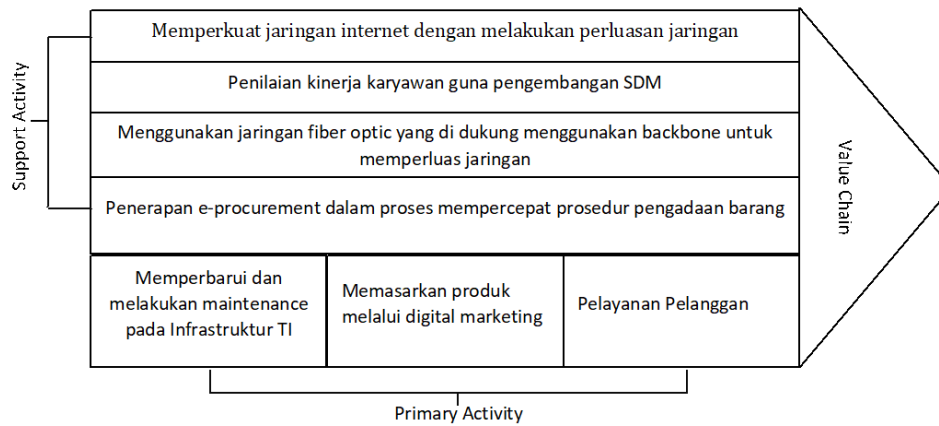 Memperkuat jaringan internet dengan melakukan perluasan jaringan
Penilaian kinerja karyawan guna pengembangan SDM
Menggunakan jaringan fiber optic yang di dukung menggunakan backbone untuk
memperluas jaringan
Penerapan e-procurement dalam proses mempercepat prosedur pengadaan barang
Support Activity
Value Chain
Memperbarui dan
melakukan maintenance
pada Infrastruktur TI
Memasarkan produk
melalui digital marketing
Pelayanan Pelanggan
Primary Activity